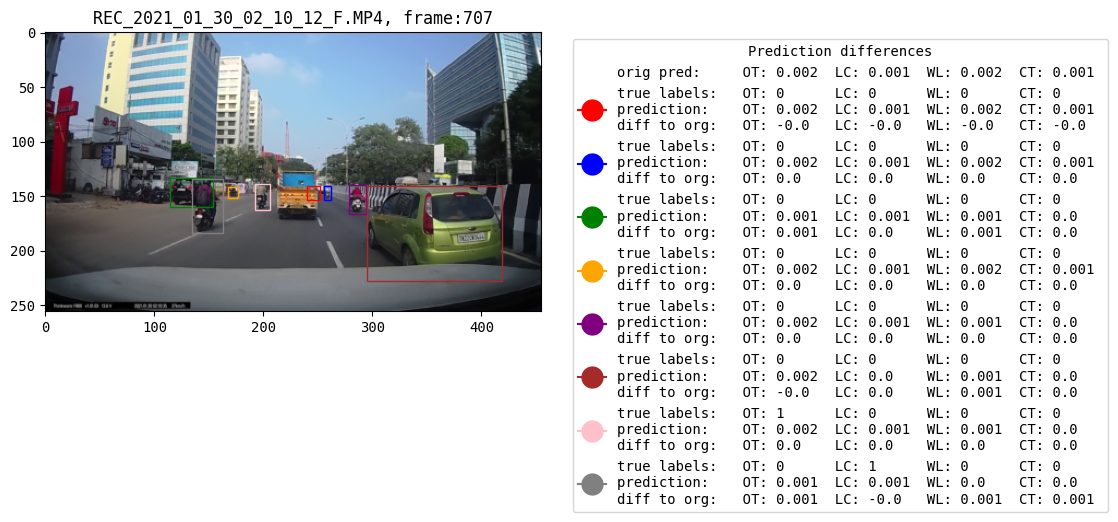 REC_2021_01_30_02_10_12_F.MP4, frame:707
0
50
100
150
200
250
0 100 200 300 400
Prediction differences
orig pred: OT: 0.002 LC: 0.001 WL: 0.002 CT: 0.001
true labels: OT: 0 LC: 0 WL: 0 CT: 0
prediction: OT: 0.002 LC: 0.001 WL: 0.002 CT: 0.001
diff to org: OT: -0.0 LC: -0.0 WL: -0.0 CT: -0.0
true labels: OT: 0 LC: 0 WL: 0 CT: 0
prediction: OT: 0.002 LC: 0.001 WL: 0.002 CT: 0.001
diff to org: OT: 0.0 LC: 0.0 WL: 0.0 CT: 0.0
true labels: OT: 0 LC: 0 WL: 0 CT: 0
prediction: OT: 0.001 LC: 0.001 WL: 0.001 CT: 0.0
diff to org: OT: 0.001 LC: 0.0 WL: 0.001 CT: 0.0
true labels: OT: 0 LC: 0 WL: 0 CT: 0
prediction: OT: 0.002 LC: 0.001 WL: 0.002 CT: 0.001
diff to org: OT: 0.0 LC: 0.0 WL: 0.0 CT: 0.0
true labels: OT: 0 LC: 0 WL: 0 CT: 0
prediction: OT: 0.002 LC: 0.001 WL: 0.001 CT: 0.0
diff to org: OT: 0.0 LC: 0.0 WL: 0.0 CT: 0.0
true labels: OT: 0 LC: 0 WL: 0 CT: 0
prediction: OT: 0.002 LC: 0.0 WL: 0.001 CT: 0.0
diff to org: OT: -0.0 LC: 0.0 WL: 0.001 CT: 0.0
true labels: OT: 1 LC: 0 WL: 0 CT: 0
prediction: OT: 0.002 LC: 0.001 WL: 0.001 CT: 0.0
diff to org: OT: 0.0 LC: 0.0 WL: 0.0 CT: 0.0
true labels: OT: 0 LC: 1 WL: 0 CT: 0
prediction: OT: 0.001 LC: 0.001 WL: 0.0 CT: 0.0
diff to org: OT: 0.001 LC: -0.0 WL: 0.001 CT: 0.001